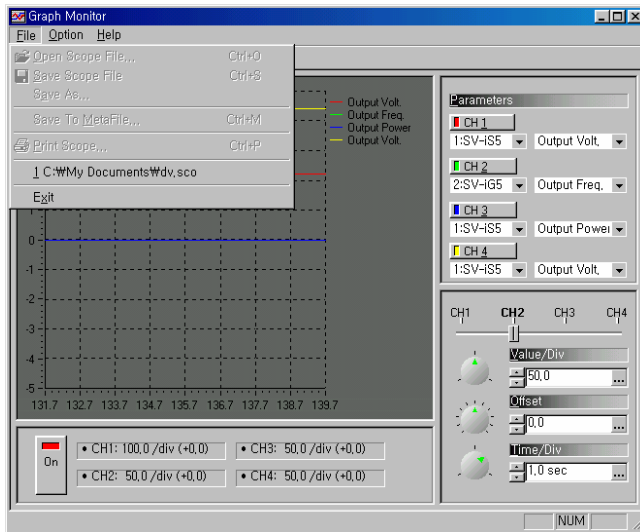 Graph Monitor
File Option Help
Open Scope File... Ctrl+O
Save Scope File Ctrl+S
Save As...
Save To MetaFile... Ctrl+M
Print Scope... Ctrl+P
1 C:₩My Documents₩dv.sco
Exit
Output Volt.
Output Freq.
Output Power
Output Volt.
1
0
-1
-2
-3
-4
-5
131.7 132.7 133.7 134.7 135.7 136.7 137.7 138.7 139.7
Parameters
CH 1
1:SV-iS5 Output Volt.
CH 2
2:SV-iG5 Output Freq.
CH 3
1:SV-iS5 Output Power
CH 4
1:SV-iS5 Output Volt.
CH1 CH2 CH3 CH4
Value/Div
50.0 ...
Offset
0.0 ...
Time/Div
1.0 sec ...
On
• CH1: 100.0 /div (+0.0)
• CH3: 50.0 /div (+0.0)
• CH2: 50.0 /div (+0.0)
• CH4: 50.0 /div (+0.0)
NUM